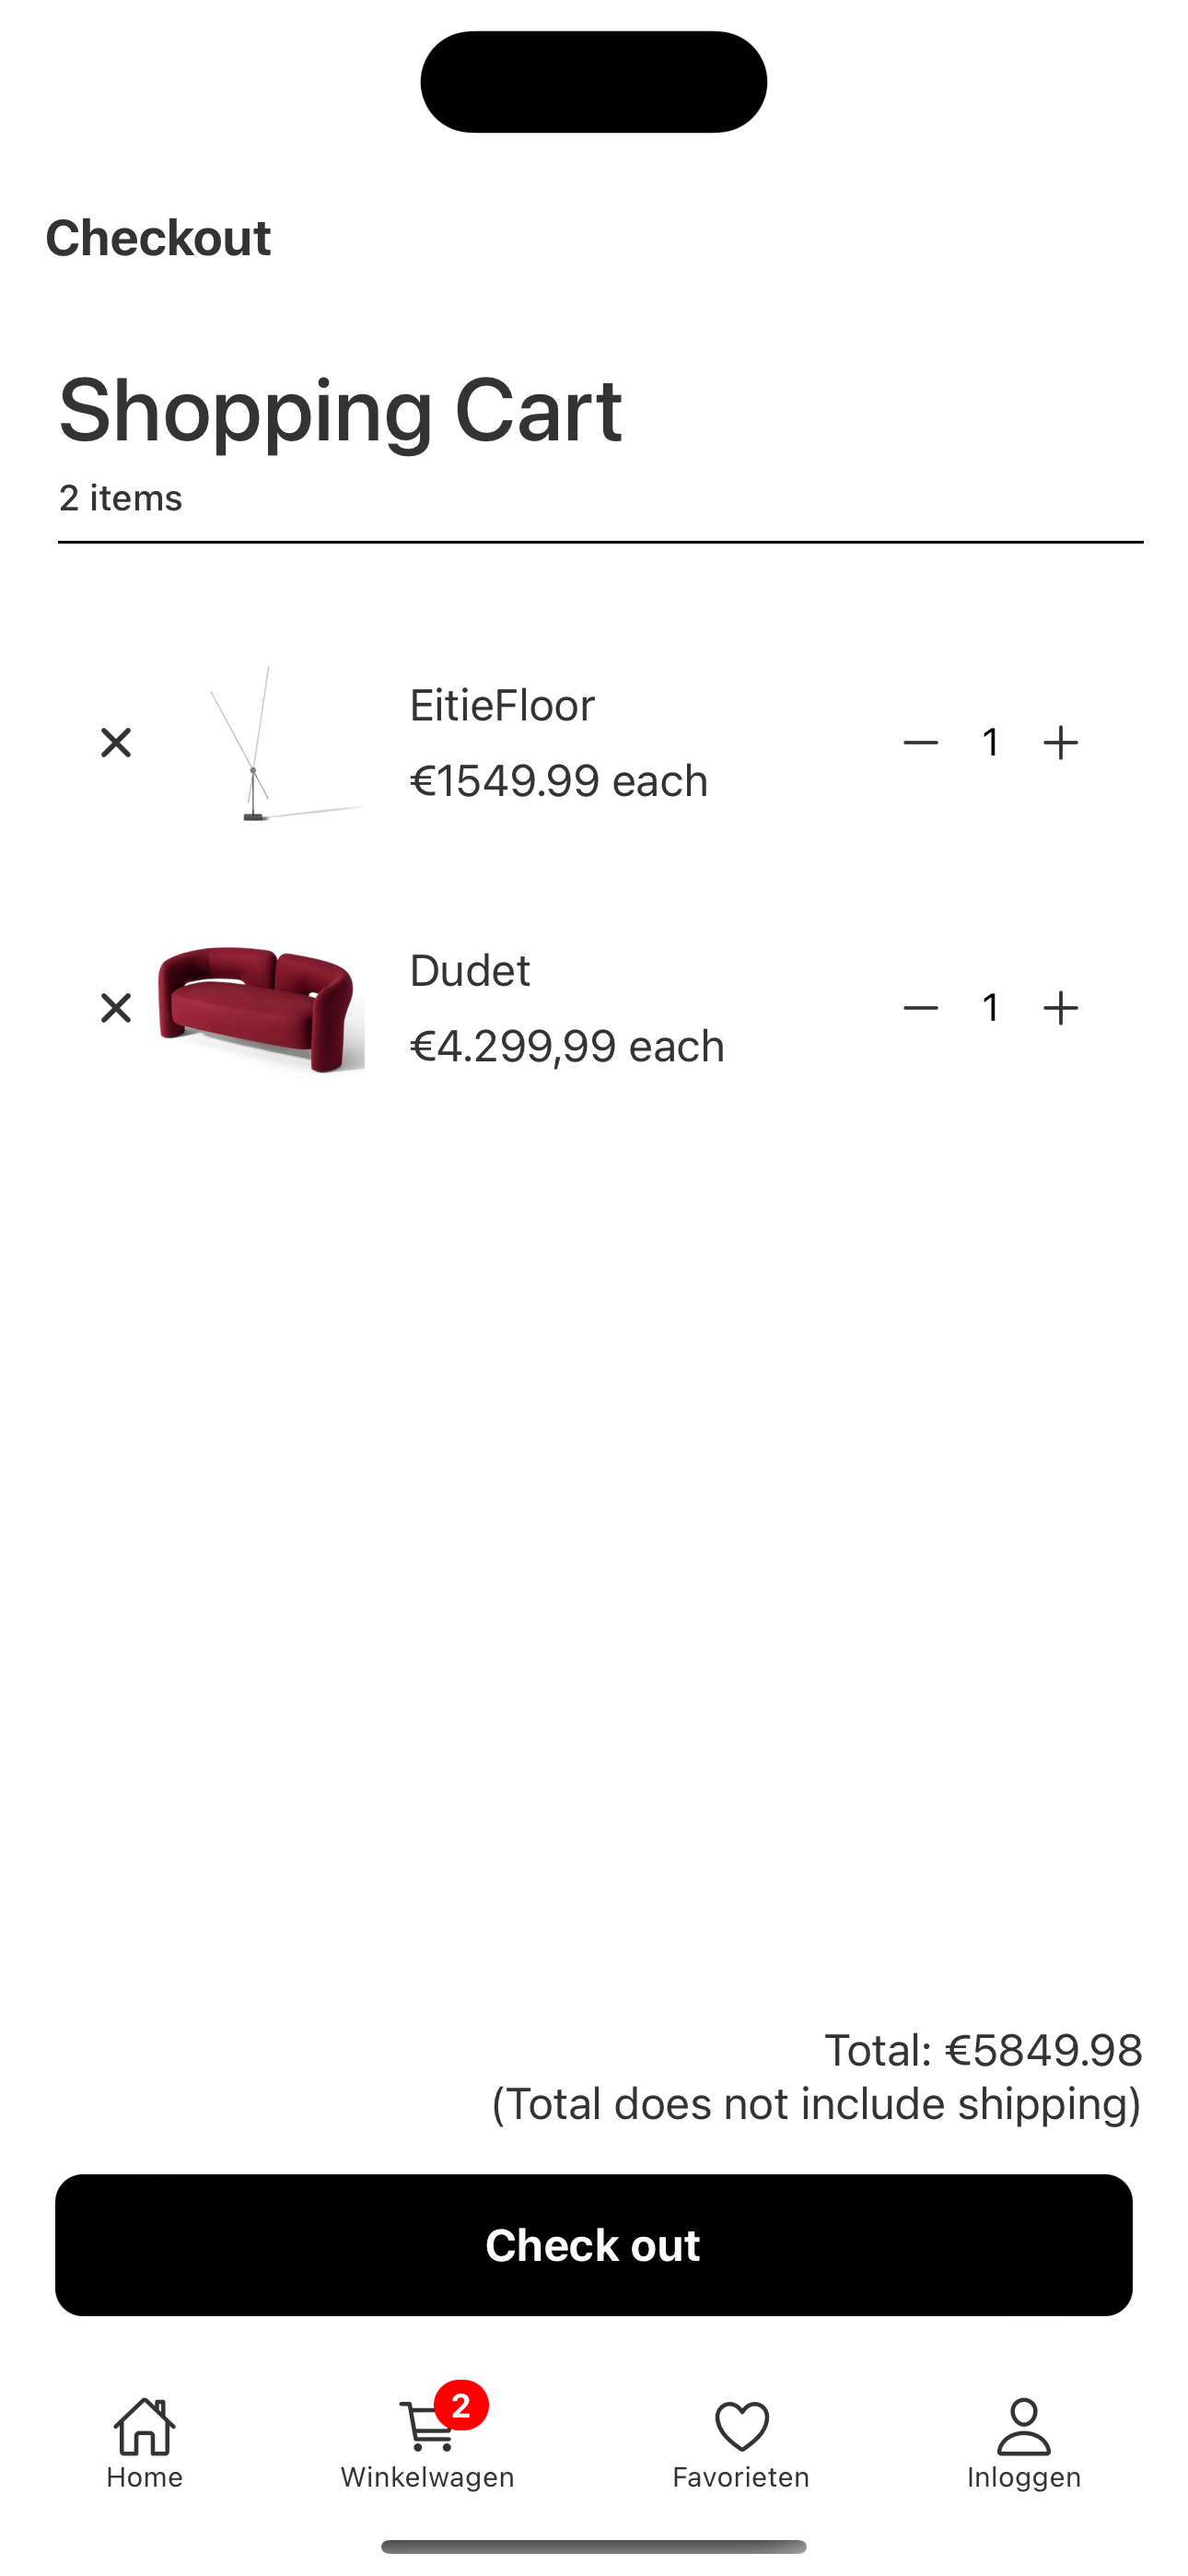 Checkout
Shopping Cart
2 items
EitieFloor
€1549.99 each
1
Dudet
€4.299,99 each
1
Total: €5849.98
(Total does not include shipping)
Check out
2
Home
Winkelwagen
Favorieten
Inloggen